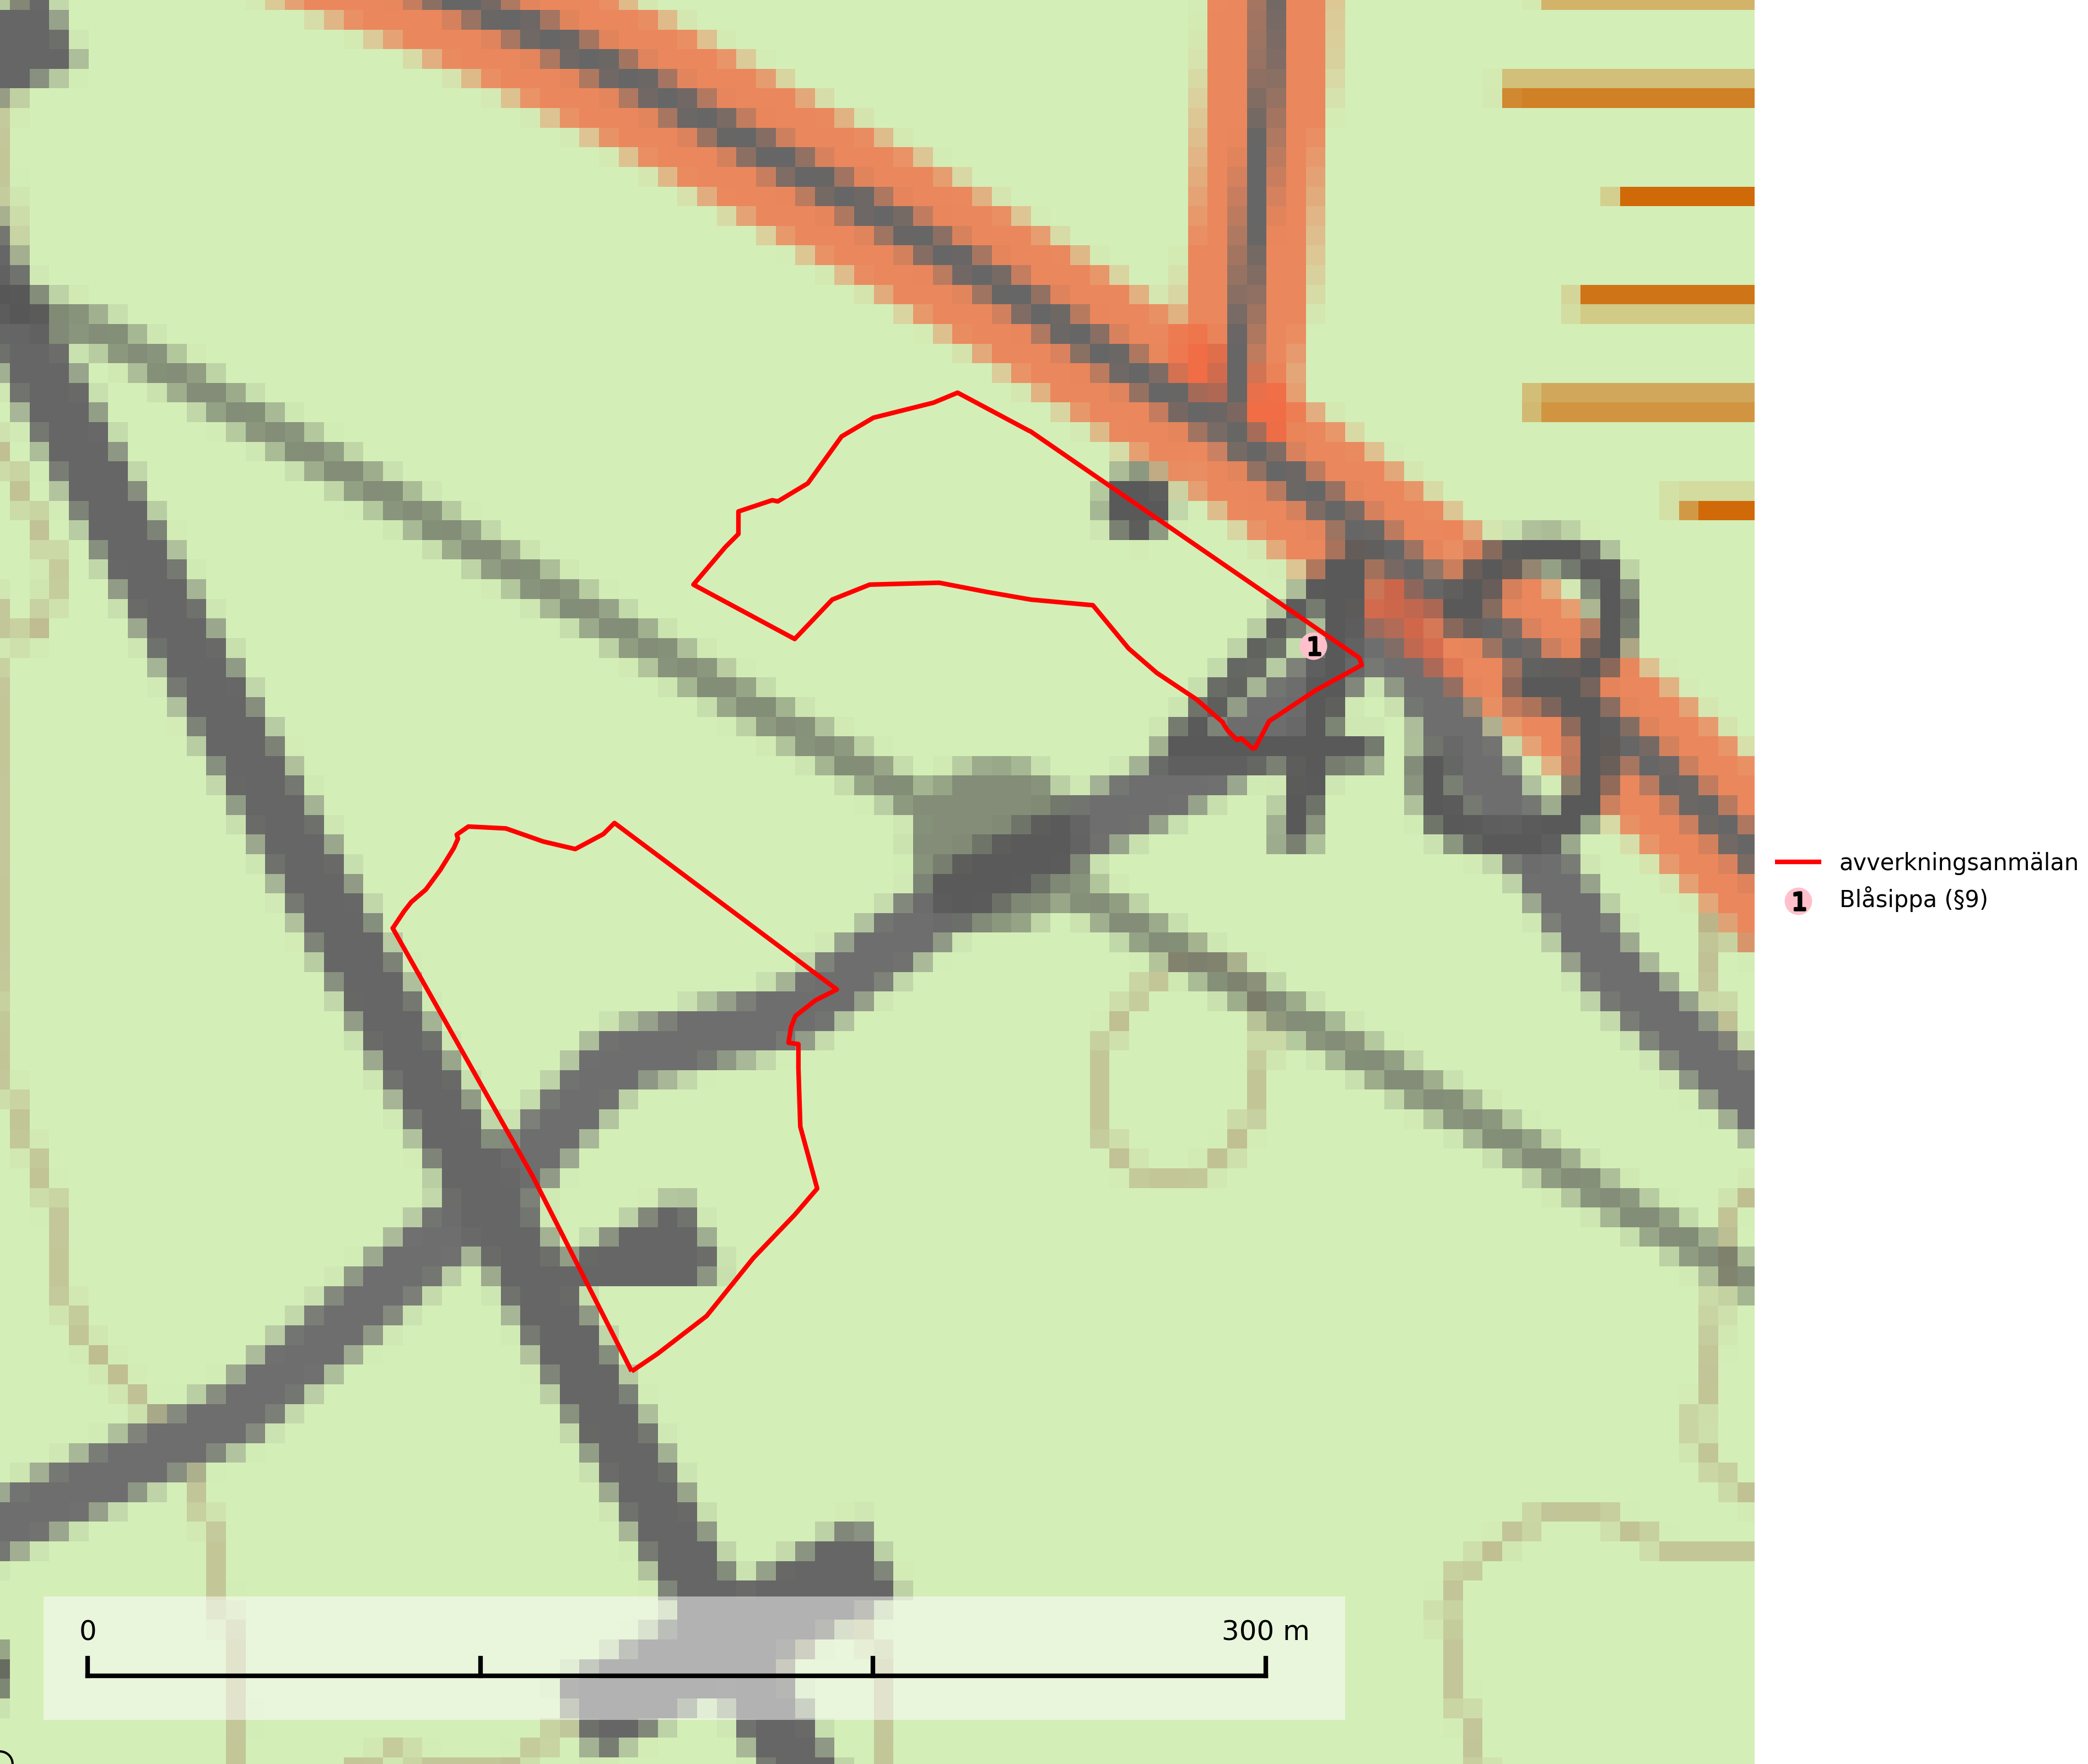 1
avverkningsanmälan
1 Blåsippa (§9)
0 300 m